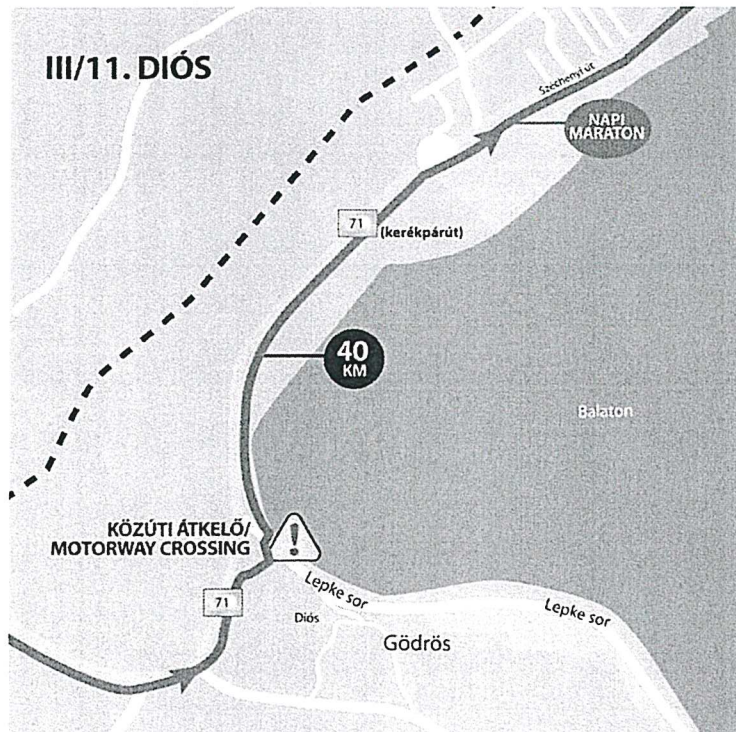 III/11. DIÓS
Széchenyi út
NAPI
MARATON
71
(kerékpárút)
40
KM
Balaton
KÖZÚTI ÁTKELŐ/
MOTORWAY CROSSING
!
71
Lepke sor
Lepke sor
Diós
Gödrös